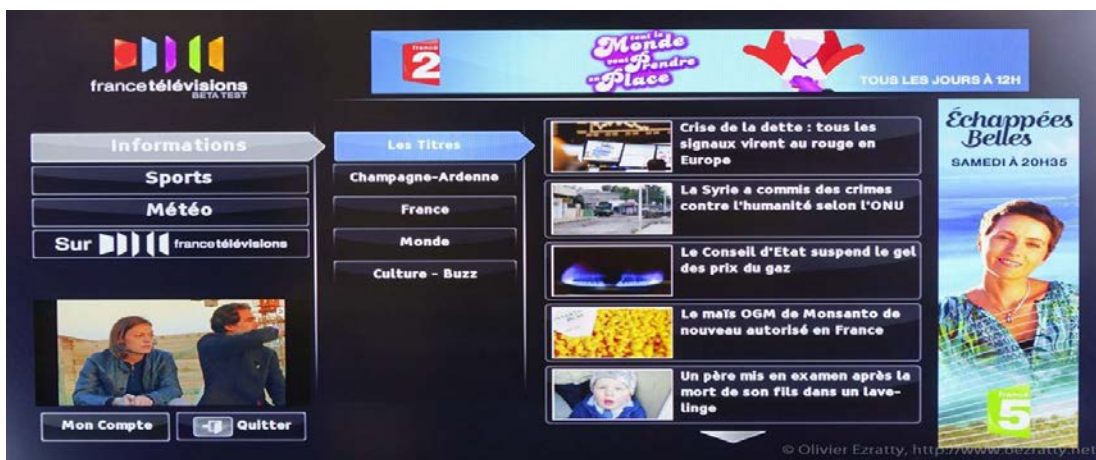 francetélévisions
BETA TEST
france
2
tout le
Monde
veut Prendre
sa Place
TOUS LES JOURS À 12H
Informations
Sports
Météo
Sur francetélévisions
Mon Compte
Quitter
Les Titres
Champagne-Ardenne
France
Monde
Culture - Buzz
Crise de la dette : tous les
signaux virent au rouge en
Europe
La Syrie a commis des crimes
contre l'humanité selon l'ONU
Le Conseil d'Etat suspend le gel
des prix du gaz
Le maïs OGM de Monsanto de
nouveau autorisé en France
Un père mis en examen après la
mort de son fils dans un lave-
linge
Échappées
Belles
SAMEDI À 20H35
france
5
© Olivier Ezratty, http://www.oezratty.net